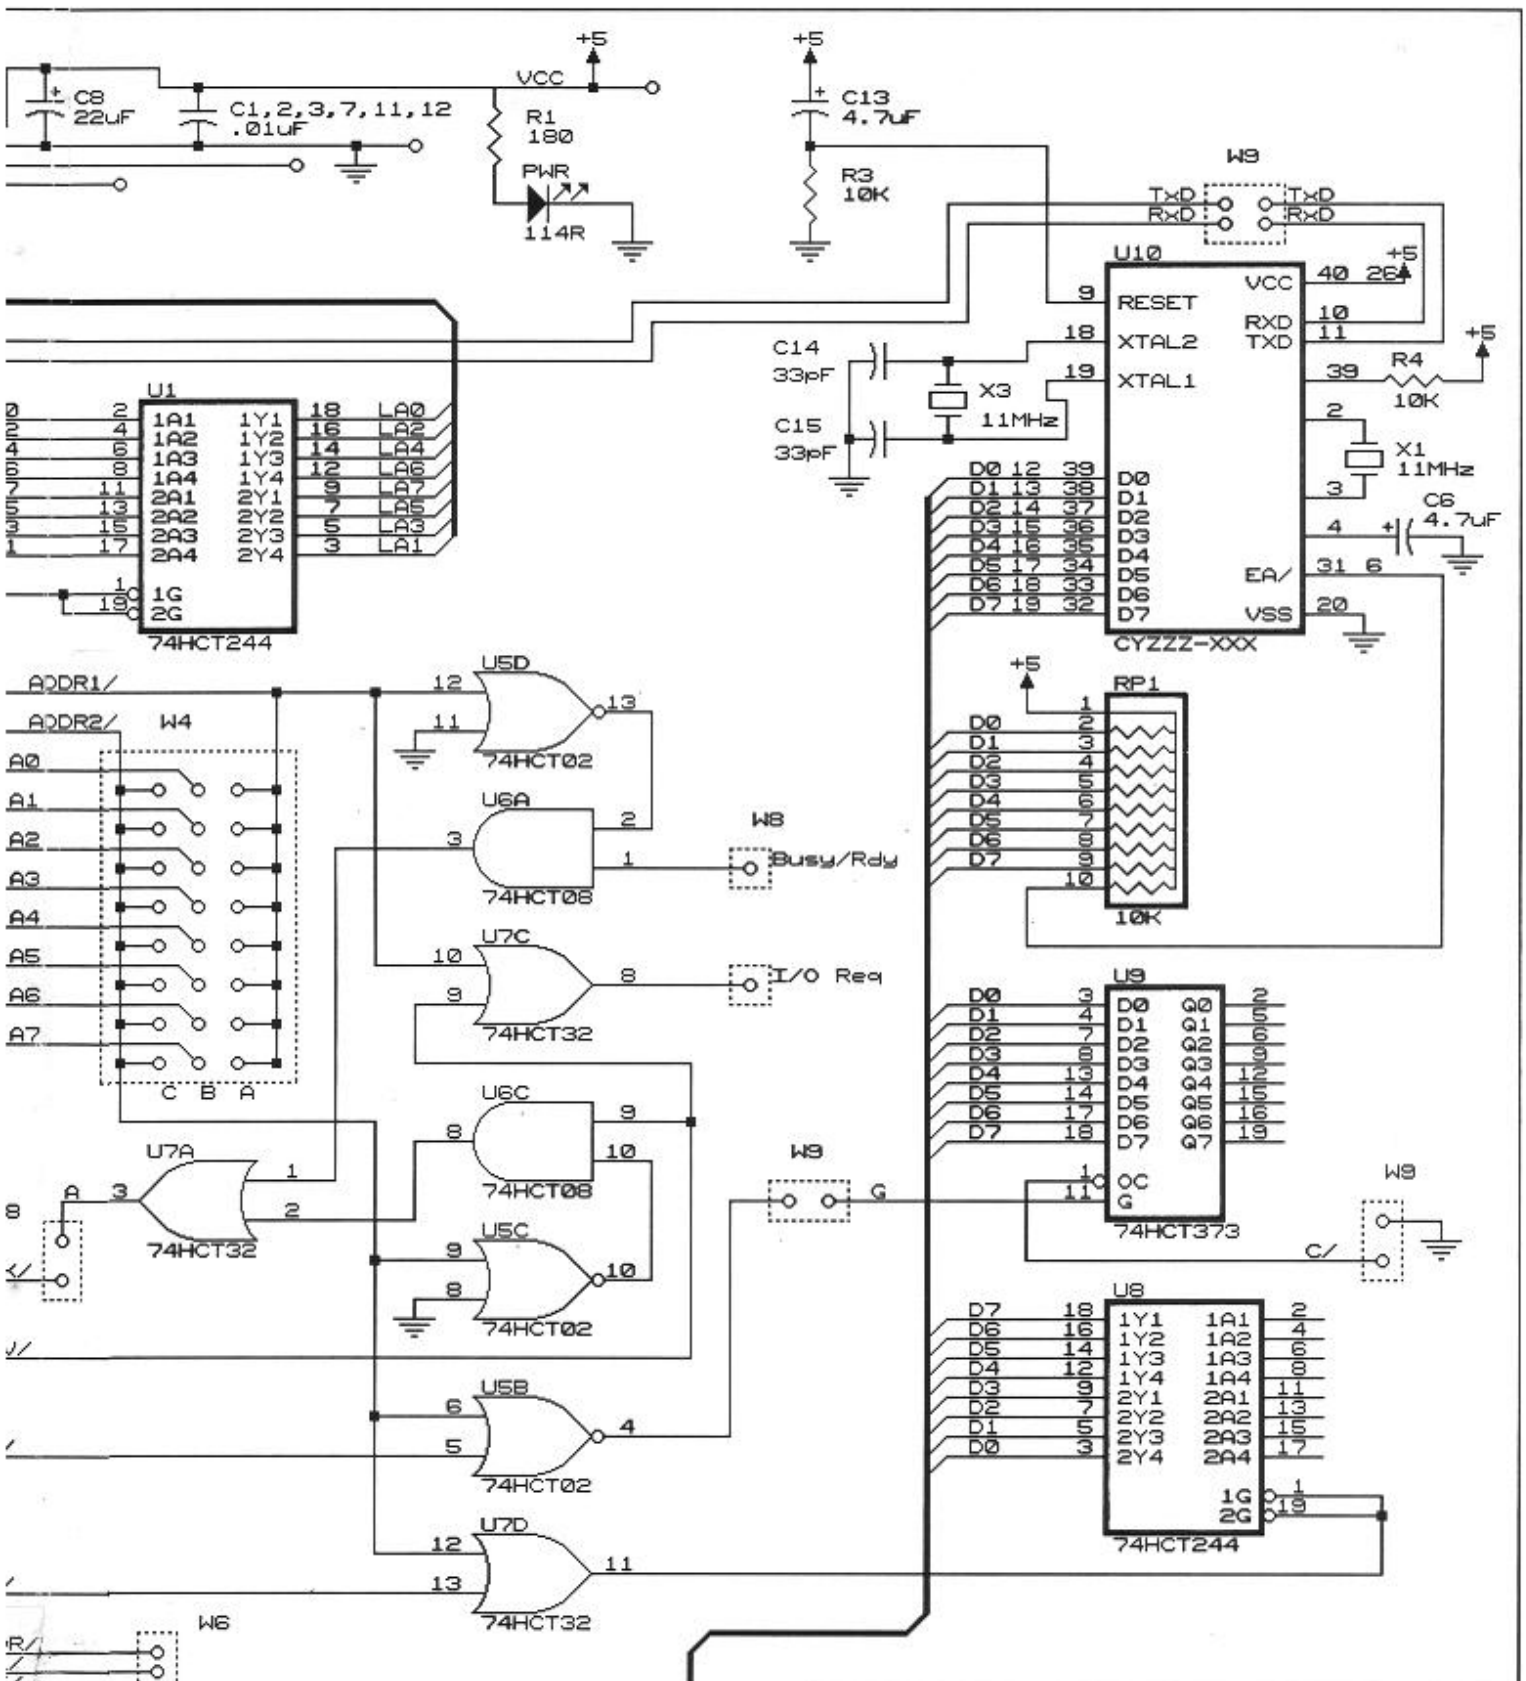 +5
+5
VCC
C8
22uF
C1,2,3,7,11,12
.01uF
R1
180
PWR
114R
C13
4.7uF
R3
10K
W9
TxD TxD
RxD RxD
U10
VCC 40 26 +5
9 RESET
RXD 10
TXD 11
18 XTAL2
19 XTAL1
C14
33pF
X3
11MHz
C15
33pF
39 R4
10K
+5
2
X1
11MHz
3
C6
4.7uF
4
EA/ 31 6
VSS 20
D0 12 39 D0
D1 13 38 D1
D2 14 37 D2
D3 15 36 D3
D4 16 35 D4
D5 17 34 D5
D6 18 33 D6
D7 19 32 D7
CYZZZ-XXX
U1
0 2 1A1 1Y1 18 LA0
2 4 1A2 1Y2 16 LA2
4 6 1A3 1Y3 14 LA4
6 8 1A4 1Y4 12 LA6
7 11 2A1 2Y1 9 LA7
5 13 2A2 2Y2 7 LA5
3 15 2A3 2Y3 5 LA3
1 17 2A4 2Y4 3 LA1
1 1G
19 2G
74HCT244
ADDR1/
ADDR2/
W4
A0
A1
A2
A3
A4
A5
A6
A7
C B A
U5D
12
11
13
74HCT02
U6A
3
2
1
74HCT08
W8
Busy/Rdy
U7C
10
9
8
74HCT32
I/O Req
U6C
8
9
10
74HCT08
U7A
A 3
1
2
74HCT32
8
U5C
9
8
10
74HCT02
W9
G
U5B
6
5
4
74HCT02
U7D
12
13
11
74HCT32
W6
R/
+5
RP1
1
D0 2
D1 3
D2 4
D3 5
D4 6
D5 7
D6 8
D7 9
10
10K
U9
D0 3 D0 Q0 2
D1 4 D1 Q1 5
D2 7 D2 Q2 6
D3 8 D3 Q3 9
D4 13 D4 Q4 12
D5 14 D5 Q5 15
D6 17 D6 Q6 16
D7 18 D7 Q7 19
1 OC
11 G
74HCT373
W9
C/
U8
D7 18 1Y1 1A1 2
D6 16 1Y2 1A2 4
D5 14 1Y3 1A3 6
D4 12 1Y4 1A4 8
D3 9 2Y1 2A1 11
D2 7 2Y2 2A2 13
D1 5 2Y3 2A3 15
D0 3 2Y4 2A4 17
1G 1
2G 19
74HCT244